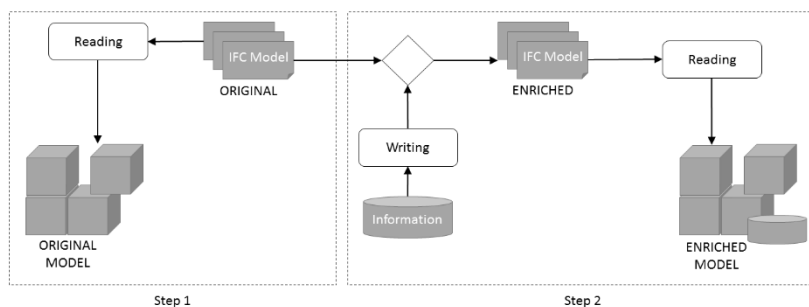 Reading
IFC Model
ORIGINAL
ORIGINAL
MODEL
Step 1
IFC Model
ENRICHED
Reading
Writing
Information
ENRICHED
MODEL
Step 2